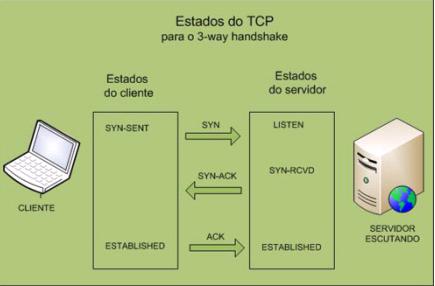 Estados do TCP
para o 3-way handshake
Estados
do cliente
Estados
do servidor
SYN-SENT
SYN
LISTEN
SYN-ACK
SYN-RCVD
CLIENTE
SERVIDOR
ESCUTANDO
ESTABLISHED
ACK
ESTABLISHED